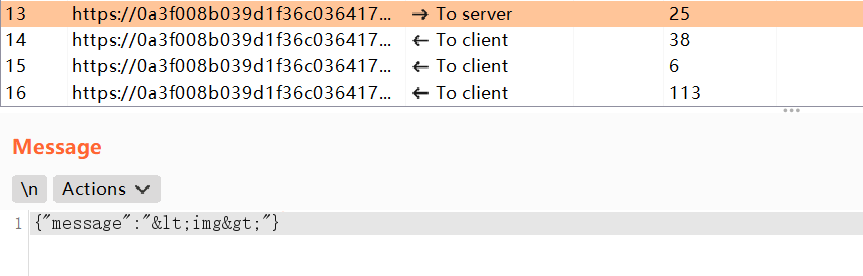 13 https://0a3f008b039d1f36c036417... → To server 25
14 https://0a3f008b039d1f36c036417... ← To client 38
15 https://0a3f008b039d1f36c036417... ← To client 6
16 https://0a3f008b039d1f36c036417... ← To client 113
Message
\n Actions
1 {"message":"&lt;img&gt;"}